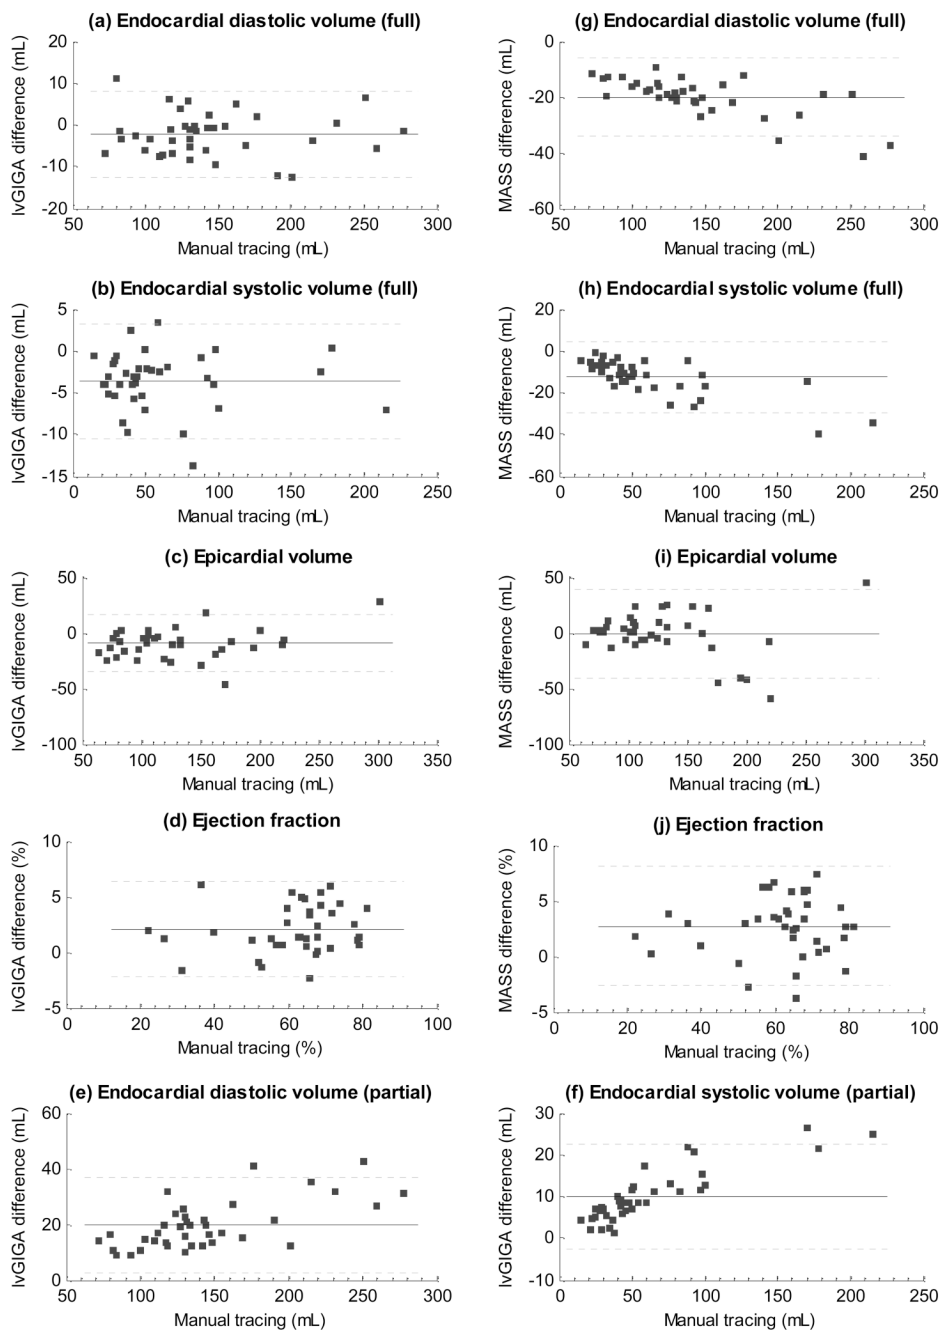 (a) Endocardial diastolic volume (full)
lvGIGA difference (mL)
20
10
0
-10
-20
50 100 150 200 250 300
Manual tracing (mL)
(g) Endocardial diastolic volume (full)
MASS difference (mL)
0
-20
-40
-60
50 100 150 200 250 300
Manual tracing (mL)
(b) Endocardial systolic volume (full)
lvGIGA difference (mL)
5
0
-5
-10
-15
0 50 100 150 200 250
Manual tracing (mL)
(h) Endocardial systolic volume (full)
MASS difference (mL)
20
0
-20
-40
-60
0 50 100 150 200 250
Manual tracing (mL)
(c) Epicardial volume
lvGIGA difference (mL)
50
0
-50
-100
50 100 150 200 250 300 350
Manual tracing (mL)
(i) Epicardial volume
MASS difference (mL)
50
0
-50
-100
50 100 150 200 250 300 350
Manual tracing (mL)
(d) Ejection fraction
lvGIGA difference (%)
10
5
0
-5
0 20 40 60 80 100
Manual tracing (%)
(j) Ejection fraction
MASS difference (%)
10
5
0
-5
0 20 40 60 80 100
Manual tracing (%)
(e) Endocardial diastolic volume (partial)
lvGIGA difference (mL)
60
40
20
0
50 100 150 200 250 300
Manual tracing (mL)
(f) Endocardial systolic volume (partial)
lvGIGA difference (mL)
30
20
10
0
-10
0 50 100 150 200 250
Manual tracing (mL)